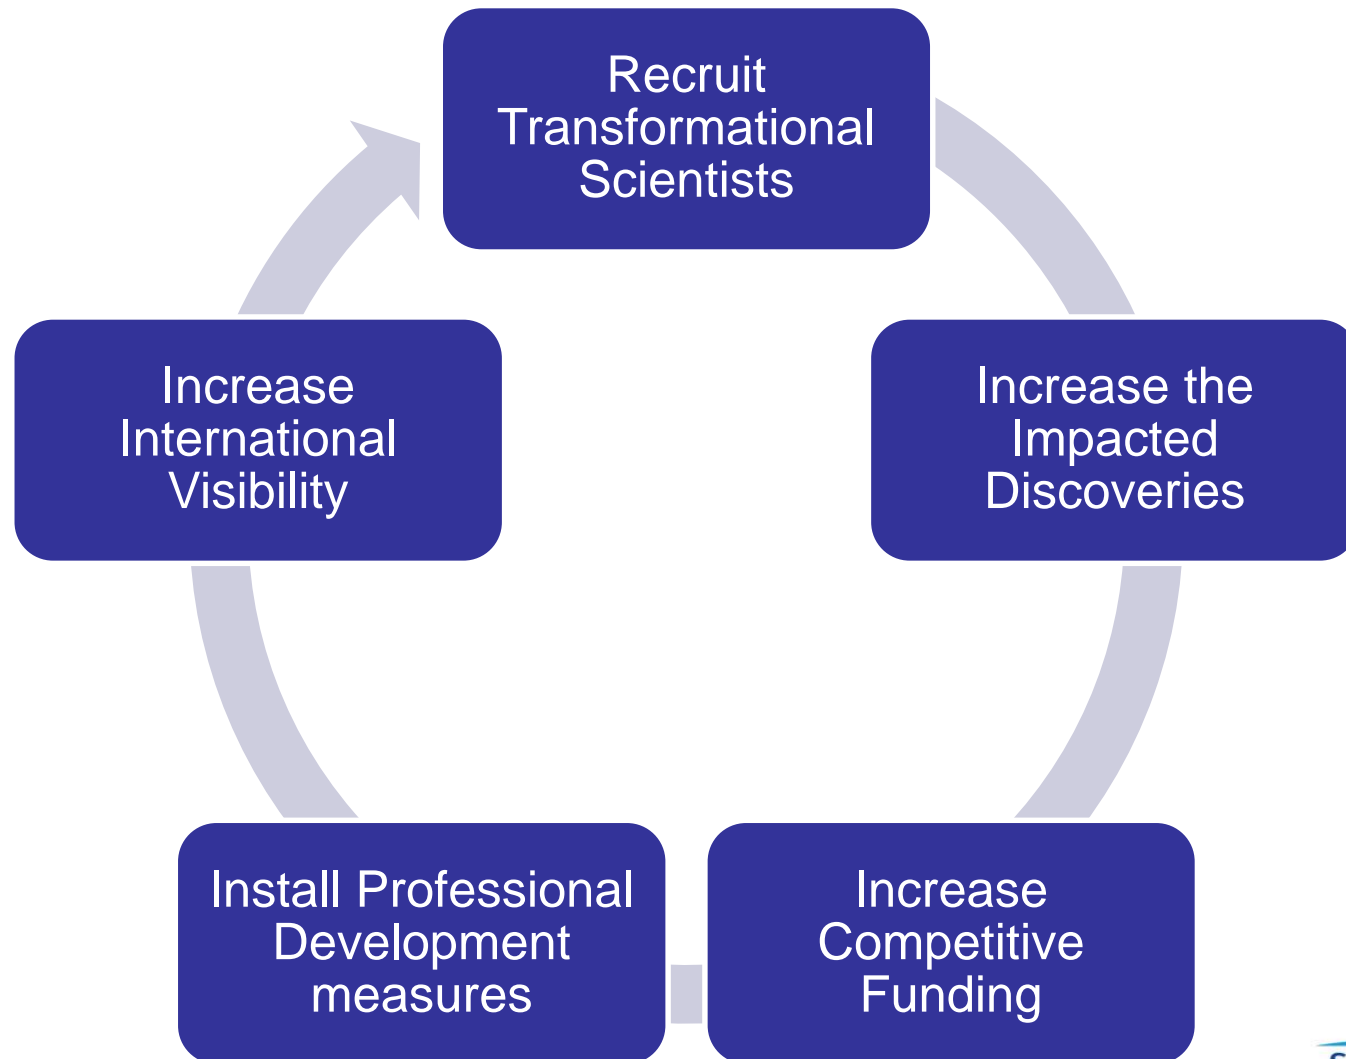 Recruit
Transformational
Scientists
Increase the
Impacted
Discoveries
Increase
Competitive
Funding
Install Professional
Development
measures
Increase
International
Visibility